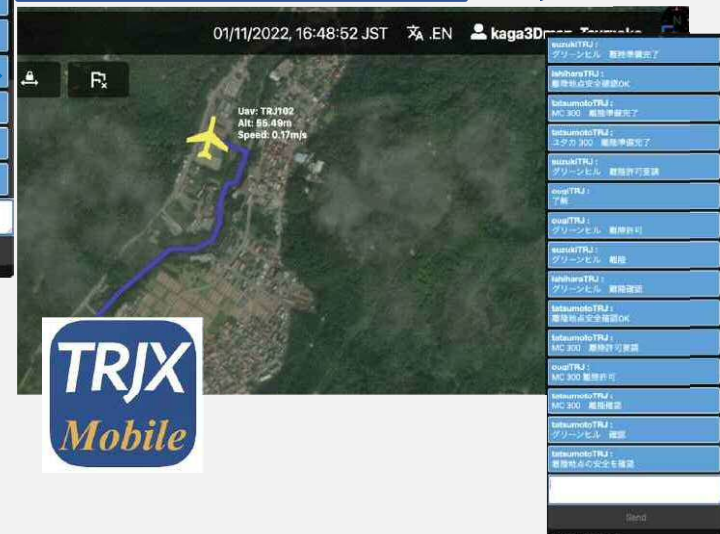 01/11/2022, 16:48:52 JST
.EN
kaga3Dmap_Tsurnoko
N
Uav: TRJ102
Alt: 55.49m
Speed: 0.17m/s
TRJX
Mobile
suzukiTRJ :
グリーンヒル 離陸準備完了
ishiharaTRJ :
離陸地点安全確認OK
tatsumotoTRJ :
MC 300 離陸準備完了
tatsumotoTRJ :
ユタカ 300 離陸準備完了
suzukiTRJ :
グリーンヒル 離陸許可要請
ougiTRJ :
了解
ougiTRJ :
グリーンヒル 離陸許可
suzukiTRJ :
グリーンヒル 離陸
ishiharaTRJ :
グリーンヒル 離陸確認
tatsumotoTRJ :
離陸地点安全確認OK
tatsumotoTRJ :
MC 300 離陸許可要請
ougiTRJ :
MC 300 離陸許可
tatsumotoTRJ :
MC 300 離陸確認
tatsumotoTRJ :
グリーンヒル 確認
tatsumotoTRJ :
着陸地点の安全を確認
Send